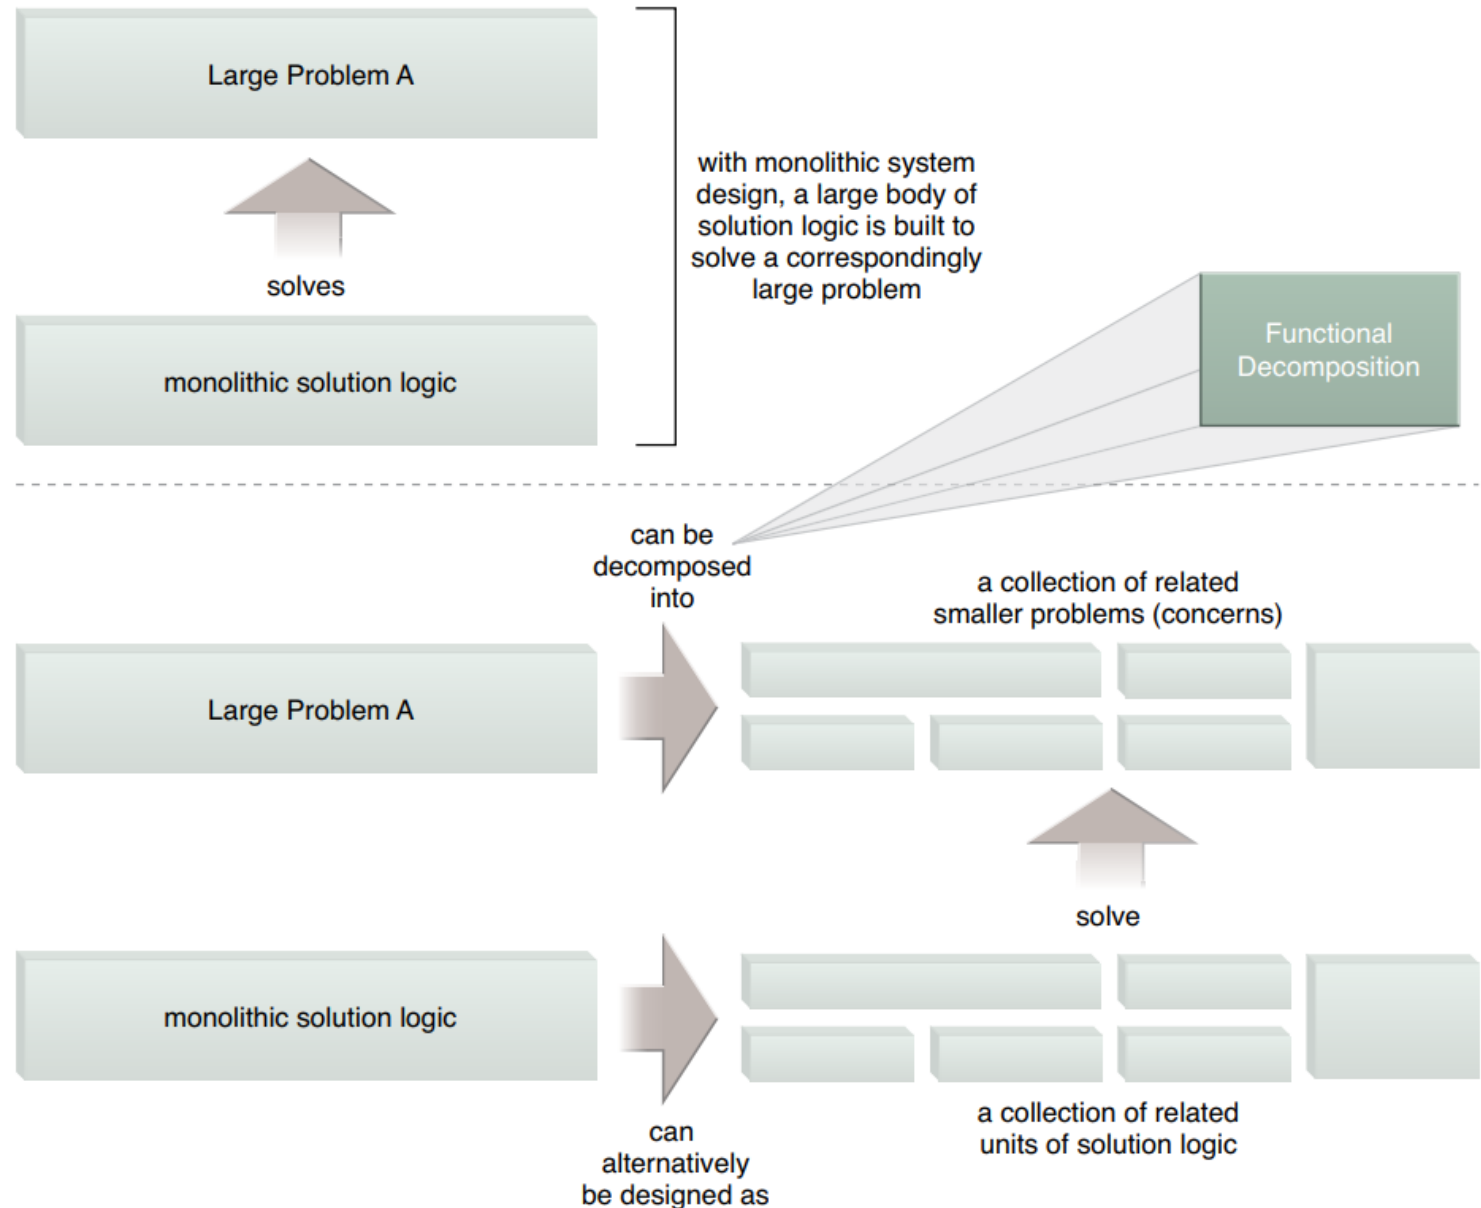 Large Problem A
solves
monolithic solution logic
with monolithic system
design, a large body of
solution logic is built to
solve a correspondingly
large problem
Functional
Decomposition
can be
decomposed
into
a collection of related
smaller problems (concerns)
Large Problem A
solve
monolithic solution logic
can
alternatively
be designed as
a collection of related
units of solution logic